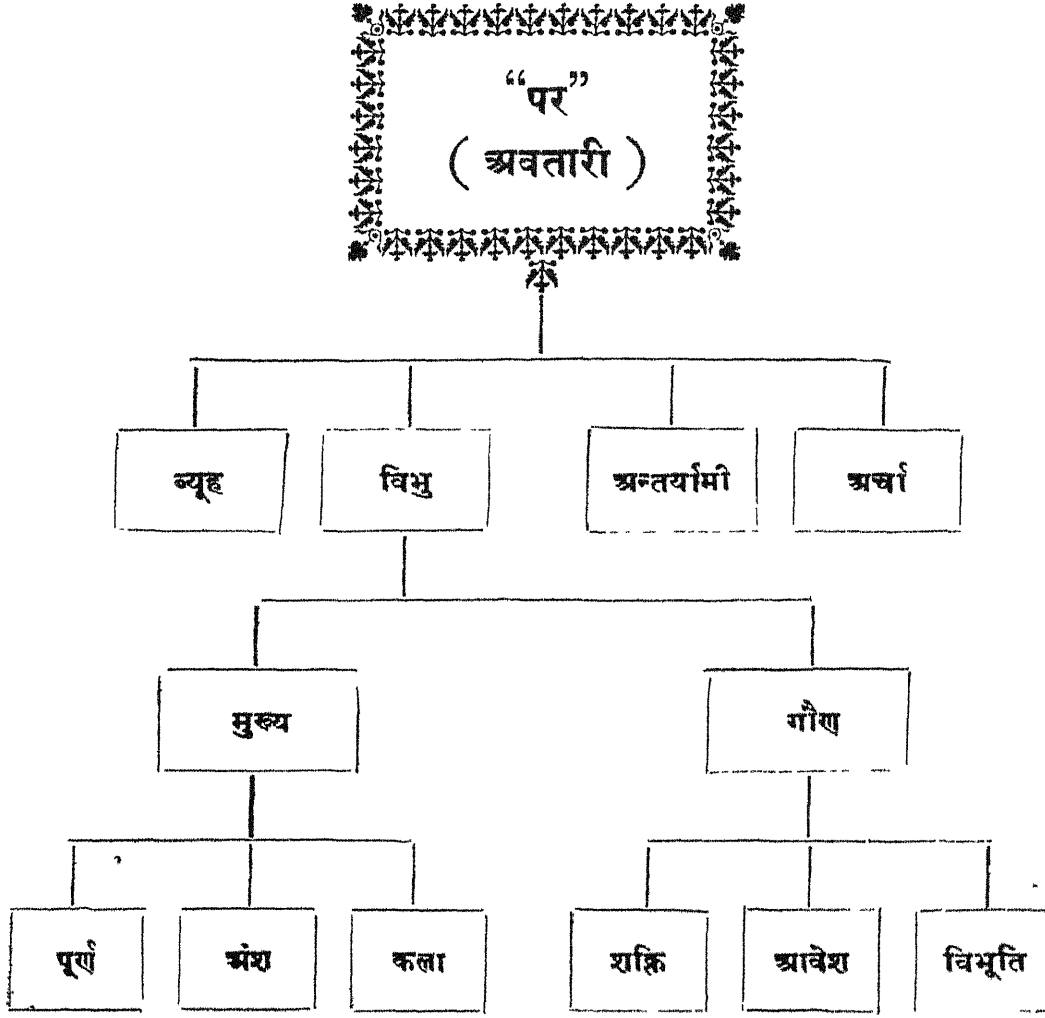 “पर”
( अवतारी )
व्यूह विभु अन्तर्यामी अर्चा
मुख्य गौण
पूर्ण अंश कला शक्ति आवेश विभूति